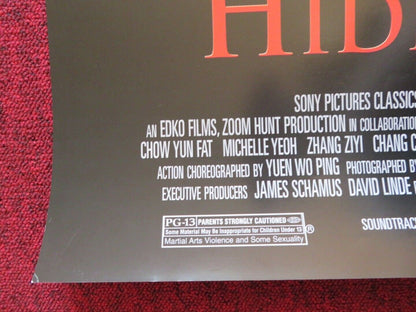 HID
SONY PICTURES CLASSICS
AN EDKO FILMS, ZOOM HUNT PRODUCTION IN COLLABORATION
CHOW YUN FAT MICHELLE YEOH ZHANG ZIYI CHANG C
ACTION CHOREOGRAPHED BY YUEN WO PING PHOTOGRAPHED BY
EXECUTIVE PRODUCERS JAMES SCHAMUS DAVID LINDE
SOUNDTRAC
PG-13 PARENTS STRONGLY CAUTIONED
Some Material May Be Inappropriate for Children Under 13
Martial Arts Violence and Some Sexuality ®